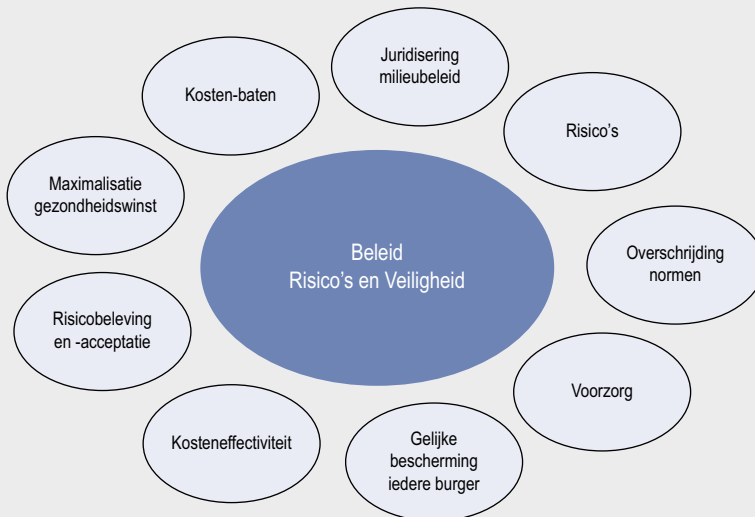 Juridisering
milieubeleid
Kosten-baten
Risico's
Maximalisatie
gezondheidswinst
Beleid
Risico's en Veiligheid
Overschrijding
normen
Risicobeleving
en -acceptatie
Voorzorg
Kosteneffectiviteit
Gelijke
bescherming
iedere burger